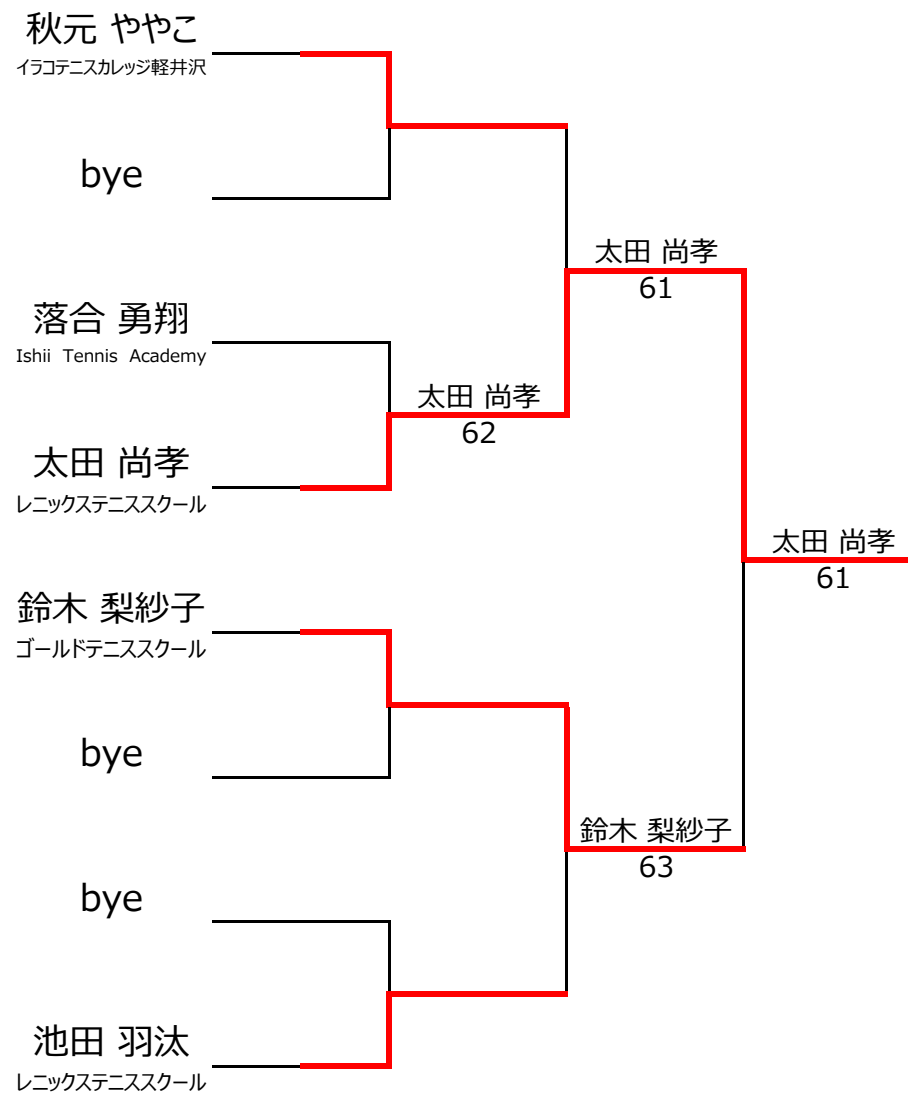 秋元 ややこ
イラコテニスカレッジ軽井沢
bye
落合 勇翔
Ishii Tennis Academy
太田 尚孝
レニックステニススクール
鈴木 梨紗子
ゴールドテニススクール
bye
bye
池田 羽汰
レニックステニススクール
太田 尚孝
62
太田 尚孝
61
鈴木 梨紗子
63
太田 尚孝
61